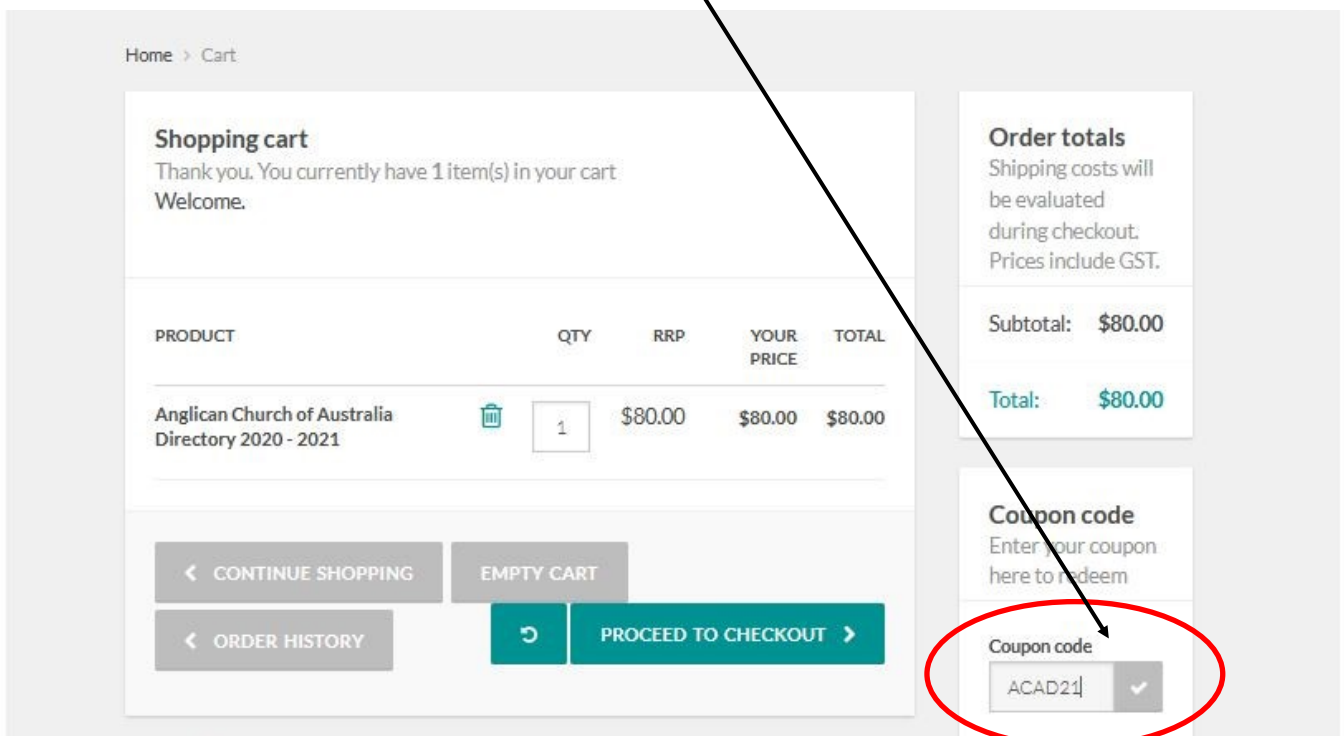 Home > Cart
Shopping cart
Thank you. You currently have 1 item(s) in your cart
Welcome.
PRODUCT QTY RRP YOUR PRICE TOTAL
Anglican Church of Australia
Directory 2020 - 2021
1 $80.00 $80.00 $80.00
CONTINUE SHOPPING EMPTY CART
ORDER HISTORY PROCEED TO CHECKOUT
Order totals
Shipping costs will
be evaluated
during checkout.
Prices include GST.
Subtotal: $80.00
Total: $80.00
Coupon code
Enter your coupon
here to redeem
Coupon code
ACAD21